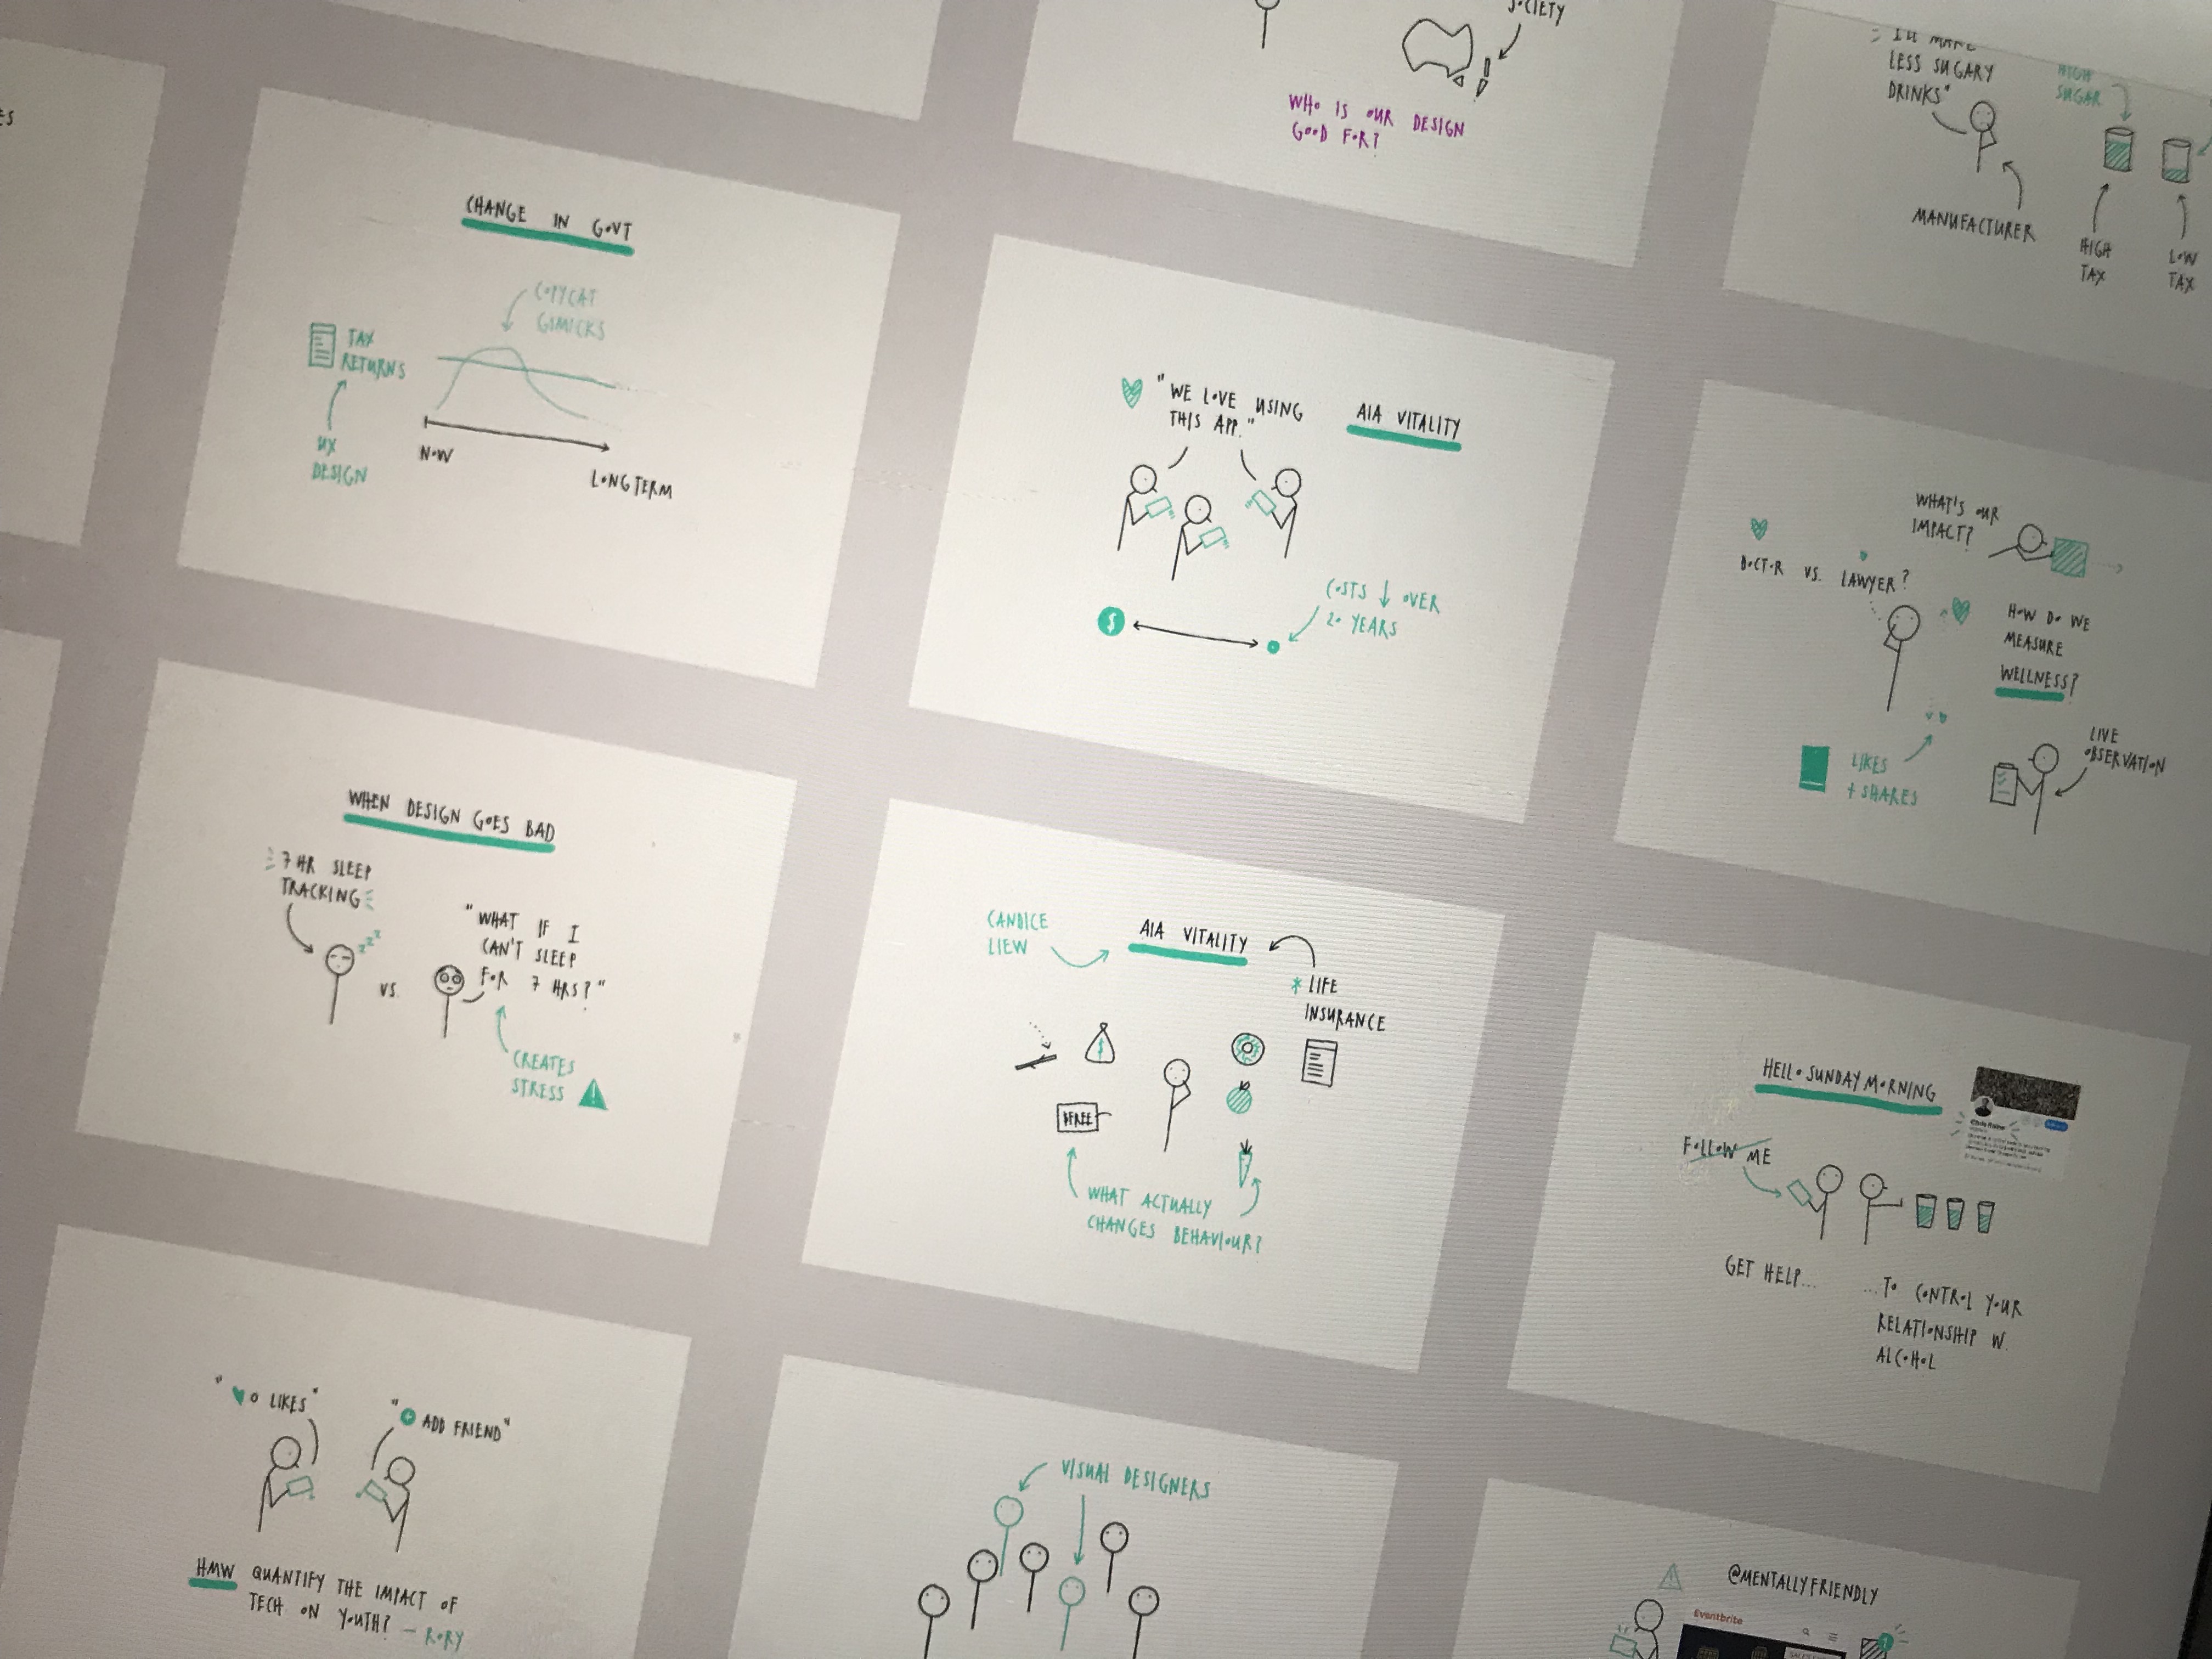 WHO IS OUR DESIGN
GOOD FOR?
LESS SUGARY
DRINKS"
HIGH
SUGAR
MANUFACTURER
HIGH
TAX
LOW
TAX
CHANGE IN GOVT
COPYCAT
GIMICKS
TAX
RETURNS
UX
DESIGN
NOW
LONG TERM
"WE LOVE USING
THIS APP."
AIA VITALITY
COSTS ↓ OVER
20 YEARS
WHAT'S OUR
IMPACT?
DOCTOR VS. LAWYER?
HOW DO WE
MEASURE
WELLNESS?
LIKES
+ SHARES
LIVE
OBSERVATION
WHEN DESIGN GOES BAD
7 HR SLEEP
TRACKING
zzz
VS.
"WHAT IF I
CAN'T SLEEP
FOR 7 HRS?"
CREATES
STRESS
CANDICE
LIEW
AIA VITALITY
* LIFE
INSURANCE
$
WHAT ACTUALLY
CHANGES BEHAVIOUR?
HELLO SUNDAY MORNING
FOLLOW ME
GET HELP...
...TO CONTROL YOUR
RELATIONSHIP W.
ALCOHOL
"♥ 0 LIKES"
"+ ADD FRIEND"
HMW QUANTIFY THE IMPACT OF
TECH ON YOUTH? — RORY
VISUAL DESIGNERS
@MENTALLYFRIENDLY
Eventbrite